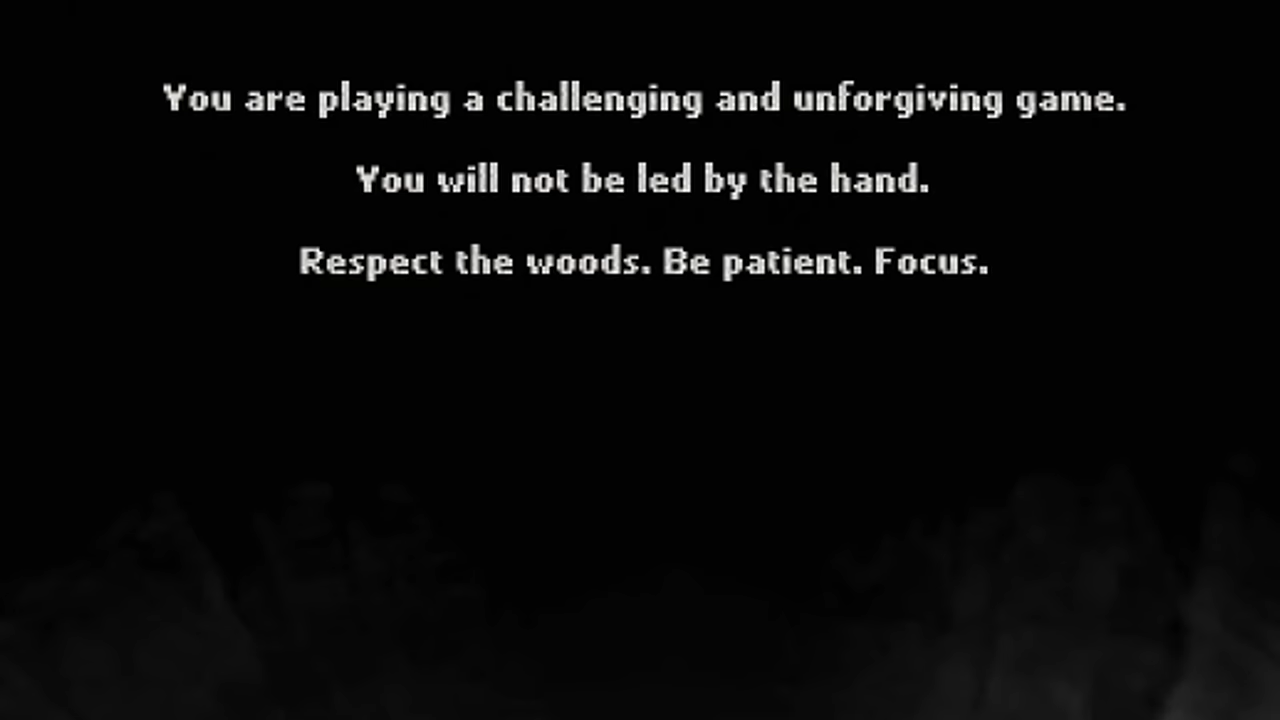 You are playing a challenging and unforgiving game.
You will not be led by the hand.
Respect the woods. Be patient. Focus.